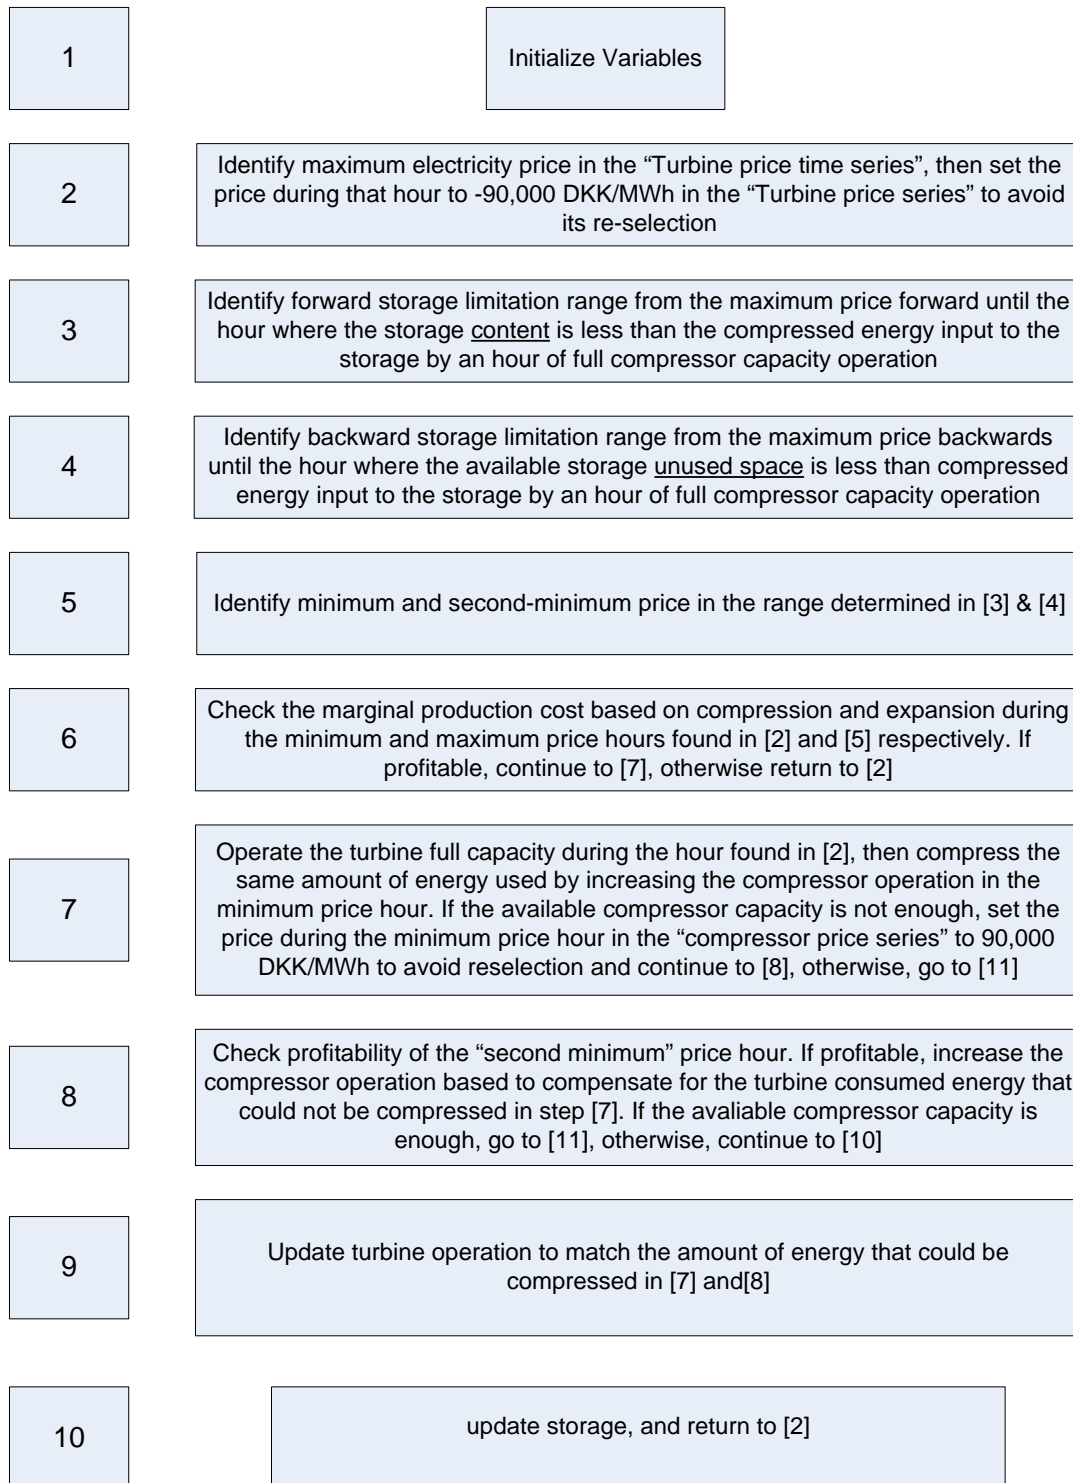 1
Initialize Variables
2
Identify maximum electricity price in the “Turbine price time series”, then set the
price during that hour to -90,000 DKK/MWh in the “Turbine price series” to avoid
its re-selection
3
Identify forward storage limitation range from the maximum price forward until the
hour where the storage content is less than the compressed energy input to the
storage by an hour of full compressor capacity operation
4
Identify backward storage limitation range from the maximum price backwards
until the hour where the available storage unused space is less than compressed
energy input to the storage by an hour of full compressor capacity operation
5
Identify minimum and second-minimum price in the range determined in [3] & [4]
6
Check the marginal production cost based on compression and expansion during
the minimum and maximum price hours found in [2] and [5] respectively. If
profitable, continue to [7], otherwise return to [2]
7
Operate the turbine full capacity during the hour found in [2], then compress the
same amount of energy used by increasing the compressor operation in the
minimum price hour. If the available compressor capacity is not enough, set the
price during the minimum price hour in the “compressor price series” to 90,000
DKK/MWh to avoid reselection and continue to [8], otherwise, go to [11]
8
Check profitability of the “second minimum” price hour. If profitable, increase the
compressor operation based to compensate for the turbine consumed energy that
could not be compressed in step [7]. If the avaliable compressor capacity is
enough, go to [11], otherwise, continue to [10]
9
Update turbine operation to match the amount of energy that could be
compressed in [7] and[8]
10
update storage, and return to [2]